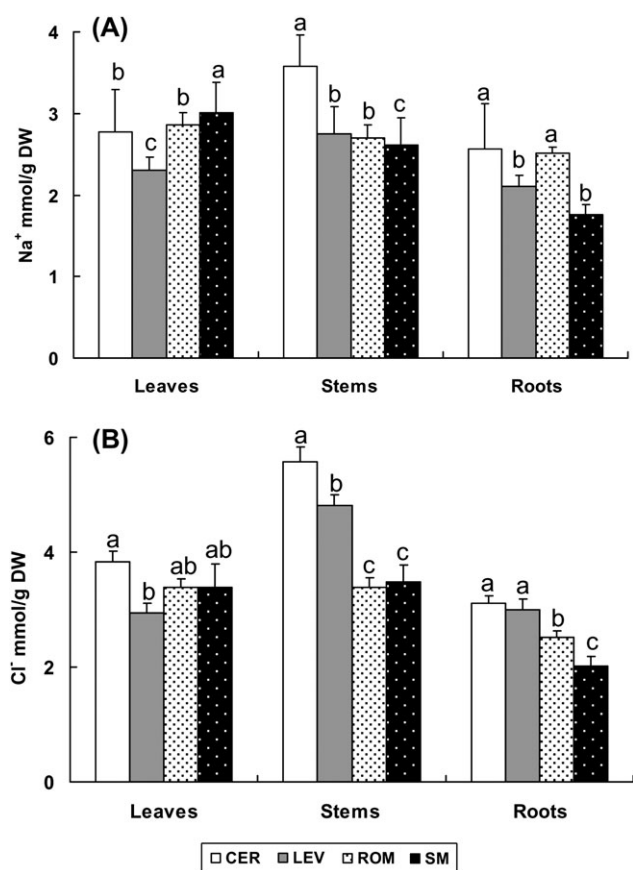 (A)
Na+ mmol/g DW
4
3
2
1
0
b
c
b
a
a
b
b
c
a
b
a
b
Leaves Stems Roots
(B)
Cl- mmol/g DW
6
4
2
0
a
b
ab
ab
a
b
c
c
a
a
b
c
Leaves Stems Roots
CER LEV ROM SM